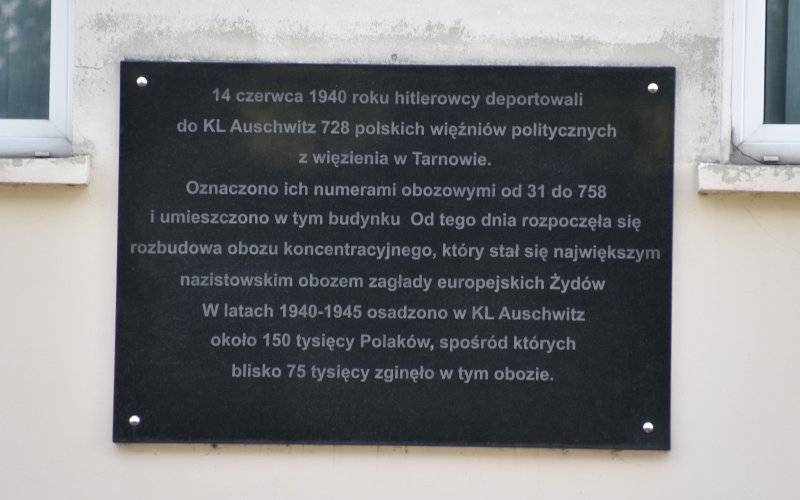 14 czerwca 1940 roku hitlerowcy deportowali
do KL Auschwitz 728 polskich więźniów politycznych
z więzienia w Tarnowie.
Oznaczono ich numerami obozowymi od 31 do 758
i umieszczono w tym budynku Od tego dnia rozpoczęła się
rozbudowa obozu koncentracyjnego, który stał się największym
nazistowskim obozem zagłady europejskich Żydów
W latach 1940-1945 osadzono w KL Auschwitz
około 150 tysięcy Polaków, spośród których
blisko 75 tysięcy zginęło w tym obozie.